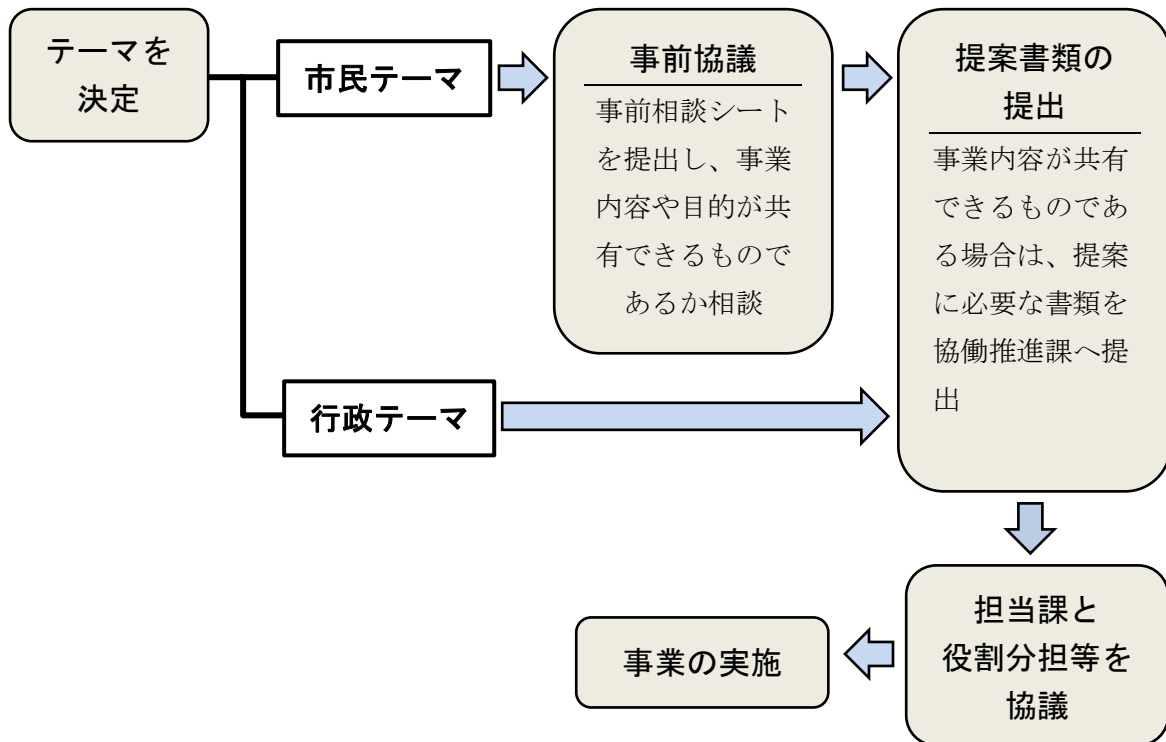 テーマを
決定
市民テーマ
事前協議
事前相談シート
を提出し、事業
内容や目的が共
有できるもので
あるか相談
提案書類の
提出
事業内容が共有
できるものであ
る場合は、提案
に必要な書類を
協働推進課へ提
出
行政テーマ
担当課と
役割分担等を
協議
事業の実施